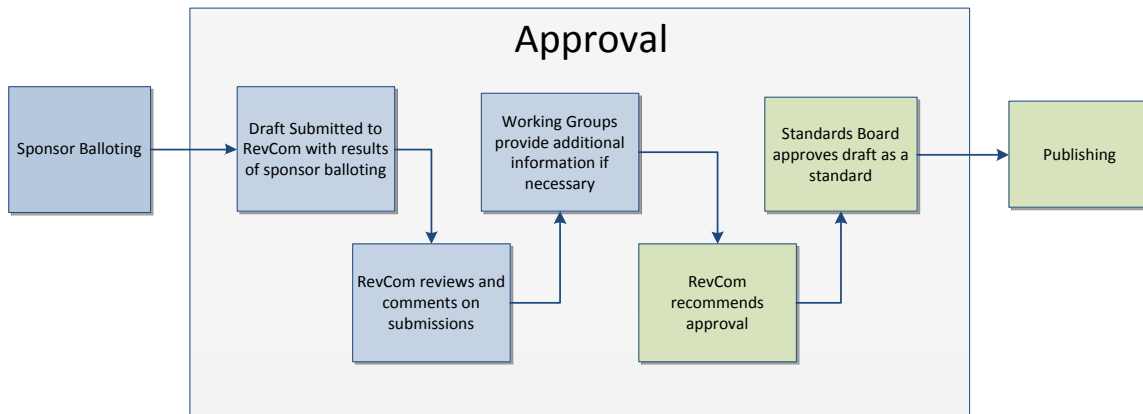 Approval
Sponsor Balloting
Draft Submitted to
RevCom with results
of sponsor balloting
RevCom reviews and
comments on
submissions
Working Groups
provide additional
information if
necessary
RevCom
recommends
approval
Standards Board
approves draft as a
standard
Publishing